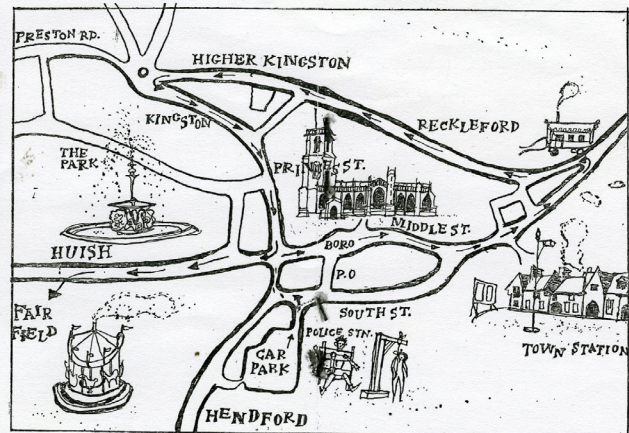 PRESTON RD.
HIGHER KINGSTON
KINGSTON
RECKLEFORD
THE
PARK
PRINCES ST.
MIDDLE ST.
BORO
HUISH
P.O
FAIR
FIELD
SOUTH ST.
POLICE STN.
TOWN STATION
CAR
PARK
HENDFORD